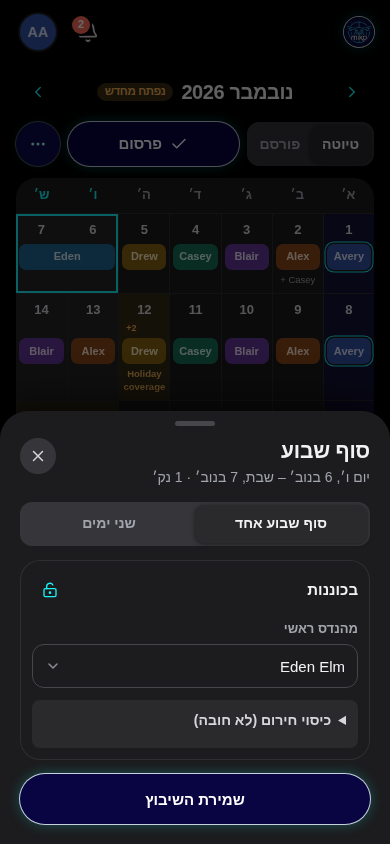 AA
2
mikp
נובמבר 2026 נפתח מחדש
טיוטה פורסם
פרסום
א׳ ב׳ ג׳ ד׳ ה׳ ו׳ ש׳
1 2 3 4 5 6 7
Avery Alex Blair Casey Drew Eden
+ Casey
8 9 10 11 12 13 14
+2
Avery Alex Blair Casey Drew Alex Blair
Holiday
coverage
סוף שבוע
יום ו׳, 6 בנוב׳ – שבת, 7 בנוב׳ · 1 נק׳
סוף שבוע אחד שני ימים
בכוננות
מהנדס ראשי
Eden Elm
כיסוי חירום (לא חובה)
שמירת השיבוץ